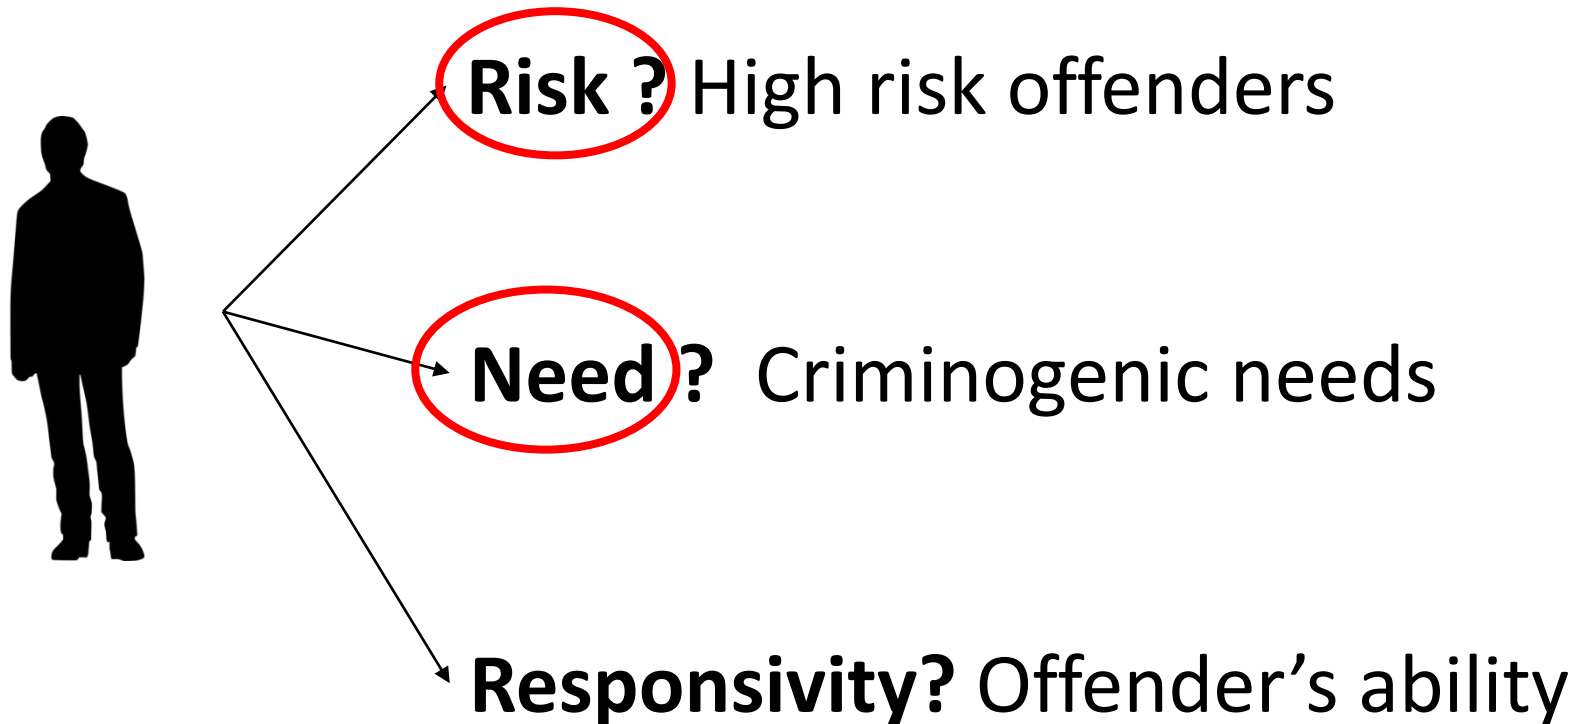 Risk ? High risk offenders
Need ? Criminogenic needs
Responsivity? Offender’s ability